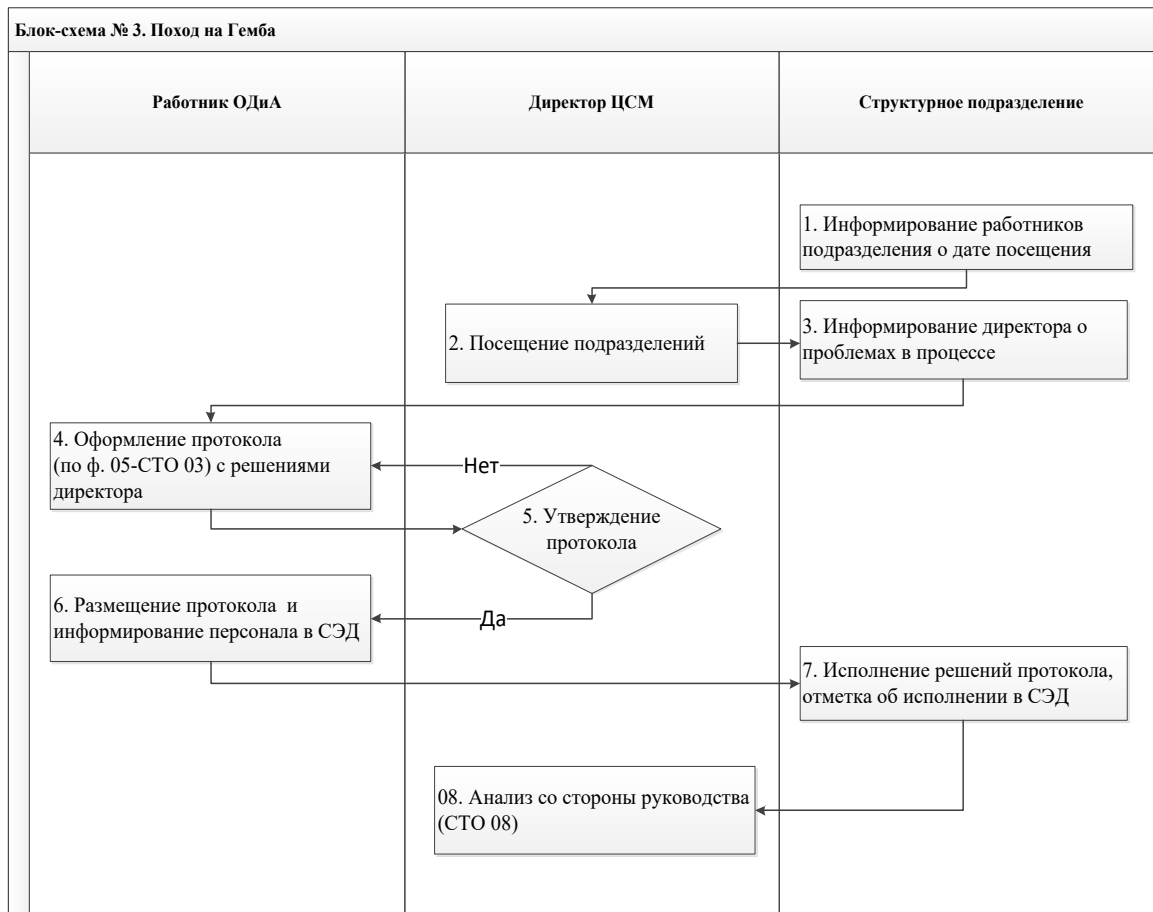 Блок-схема № 3. Поход на Гемба
Работник ОДиА
Директор ЦСМ
Структурное подразделение
1. Информирование работников
подразделения о дате посещения
2. Посещение подразделений
3. Информирование директора о
проблемах в процессе
4. Оформление протокола
(по ф. 05-СТО 03) с решениями
директора
Нет
5. Утверждение
протокола
6. Размещение протокола и
информирование персонала в СЭД
Да
7. Исполнение решений протокола,
отметка об исполнении в СЭД
08. Анализ со стороны руководства
(СТО 08)